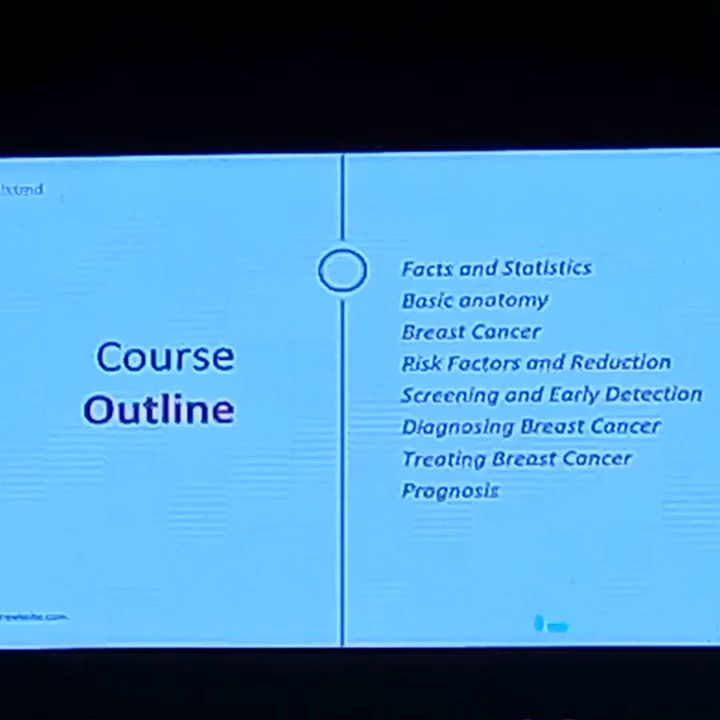 Course
Outline
Facts and Statistics
Basic anatomy
Breast Cancer
Risk Factors and Reduction
Screening and Early Detection
Diagnosing Breast Cancer
Treating Breast Cancer
Prognosis